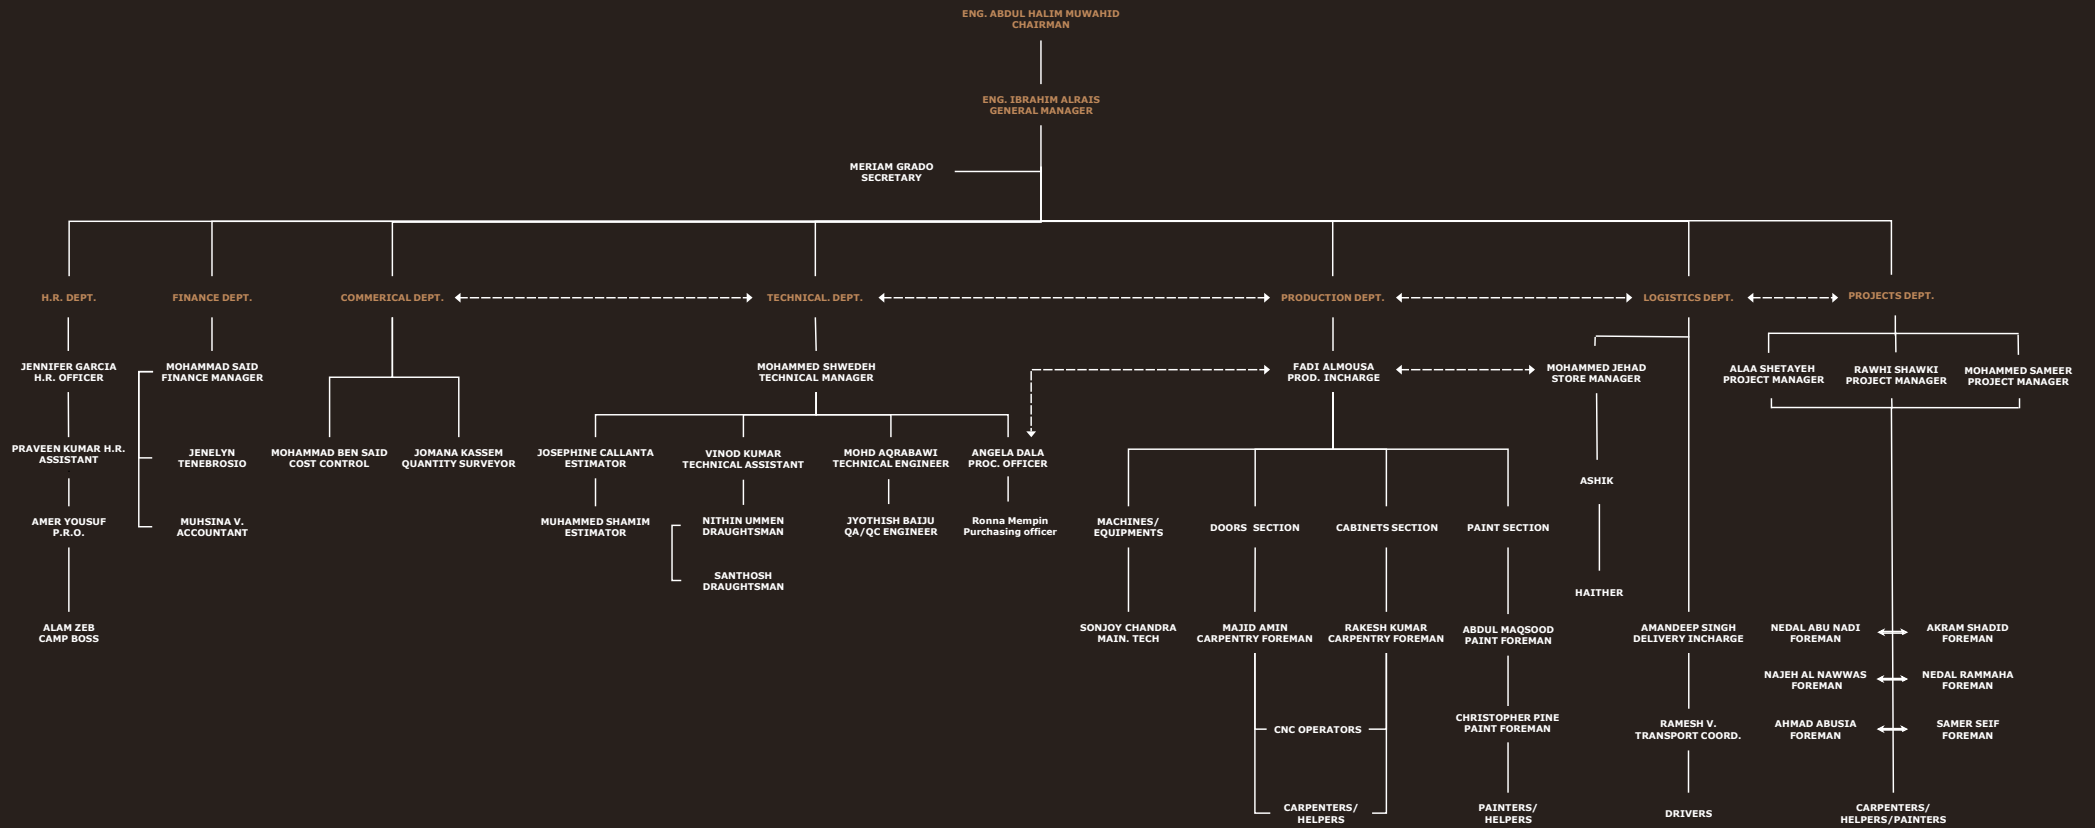 ENG. ABDUL HALIM MUWAHID
CHAIRMAN
ENG. IBRAHIM ALRAIS
GENERAL MANAGER
MERIAM GRADO
SECRETARY
H.R. DEPT.
FINANCE DEPT.
COMMERICAL DEPT.
TECHNICAL. DEPT.
PRODUCTION DEPT.
LOGISTICS DEPT.
PROJECTS DEPT.
JENNIFER GARCIA
H.R. OFFICER
MOHAMMAD SAID
FINANCE MANAGER
MOHAMMED SHWEDEH
TECHNICAL MANAGER
FADI ALMOUSA
PROD. INCHARGE
MOHAMMED JEHAD
STORE MANAGER
ALAA SHETAYEH
PROJECT MANAGER
RAWHI SHAWKI
PROJECT MANAGER
MOHAMMED SAMEER
PROJECT MANAGER
PRAVEEN KUMAR H.R.
ASSISTANT
JENELYN
TENEBROSIO
MOHAMMAD BEN SAID
COST CONTROL
JOMANA KASSEM
QUANTITY SURVEYOR
JOSEPHINE CALLANTA
ESTIMATOR
VINOD KUMAR
TECHNICAL ASSISTANT
MOHD AQRABAWI
TECHNICAL ENGINEER
ANGELA DALA
PROC. OFFICER
ASHIK
AMER YOUSUF
P.R.O.
MUHSINA V.
ACCOUNTANT
MUHAMMED SHAMIM
ESTIMATOR
NITHIN UMMEN
DRAUGHTSMAN
JYOTHISH BAIJU
QA/QC ENGINEER
Ronna Mempin
Purchasing officer
MACHINES/
EQUIPMENTS
DOORS SECTION
CABINETS SECTION
PAINT SECTION
SANTHOSH
DRAUGHTSMAN
HAITHER
ALAM ZEB
CAMP BOSS
SONJOY CHANDRA
MAIN. TECH
MAJID AMIN
CARPENTRY FOREMAN
RAKESH KUMAR
CARPENTRY FOREMAN
ABDUL MAQSOOD
PAINT FOREMAN
AMANDEEP SINGH
DELIVERY INCHARGE
NEDAL ABU NADI
FOREMAN
AKRAM SHADID
FOREMAN
NAJEH AL NAWWAS
FOREMAN
NEDAL RAMMAHA
FOREMAN
CNC OPERATORS
CHRISTOPHER PINE
PAINT FOREMAN
RAMESH V.
TRANSPORT COORD.
AHMAD ABUSIA
FOREMAN
SAMER SEIF
FOREMAN
CARPENTERS/
HELPERS
PAINTERS/
HELPERS
DRIVERS
CARPENTERS/
HELPERS/PAINTERS